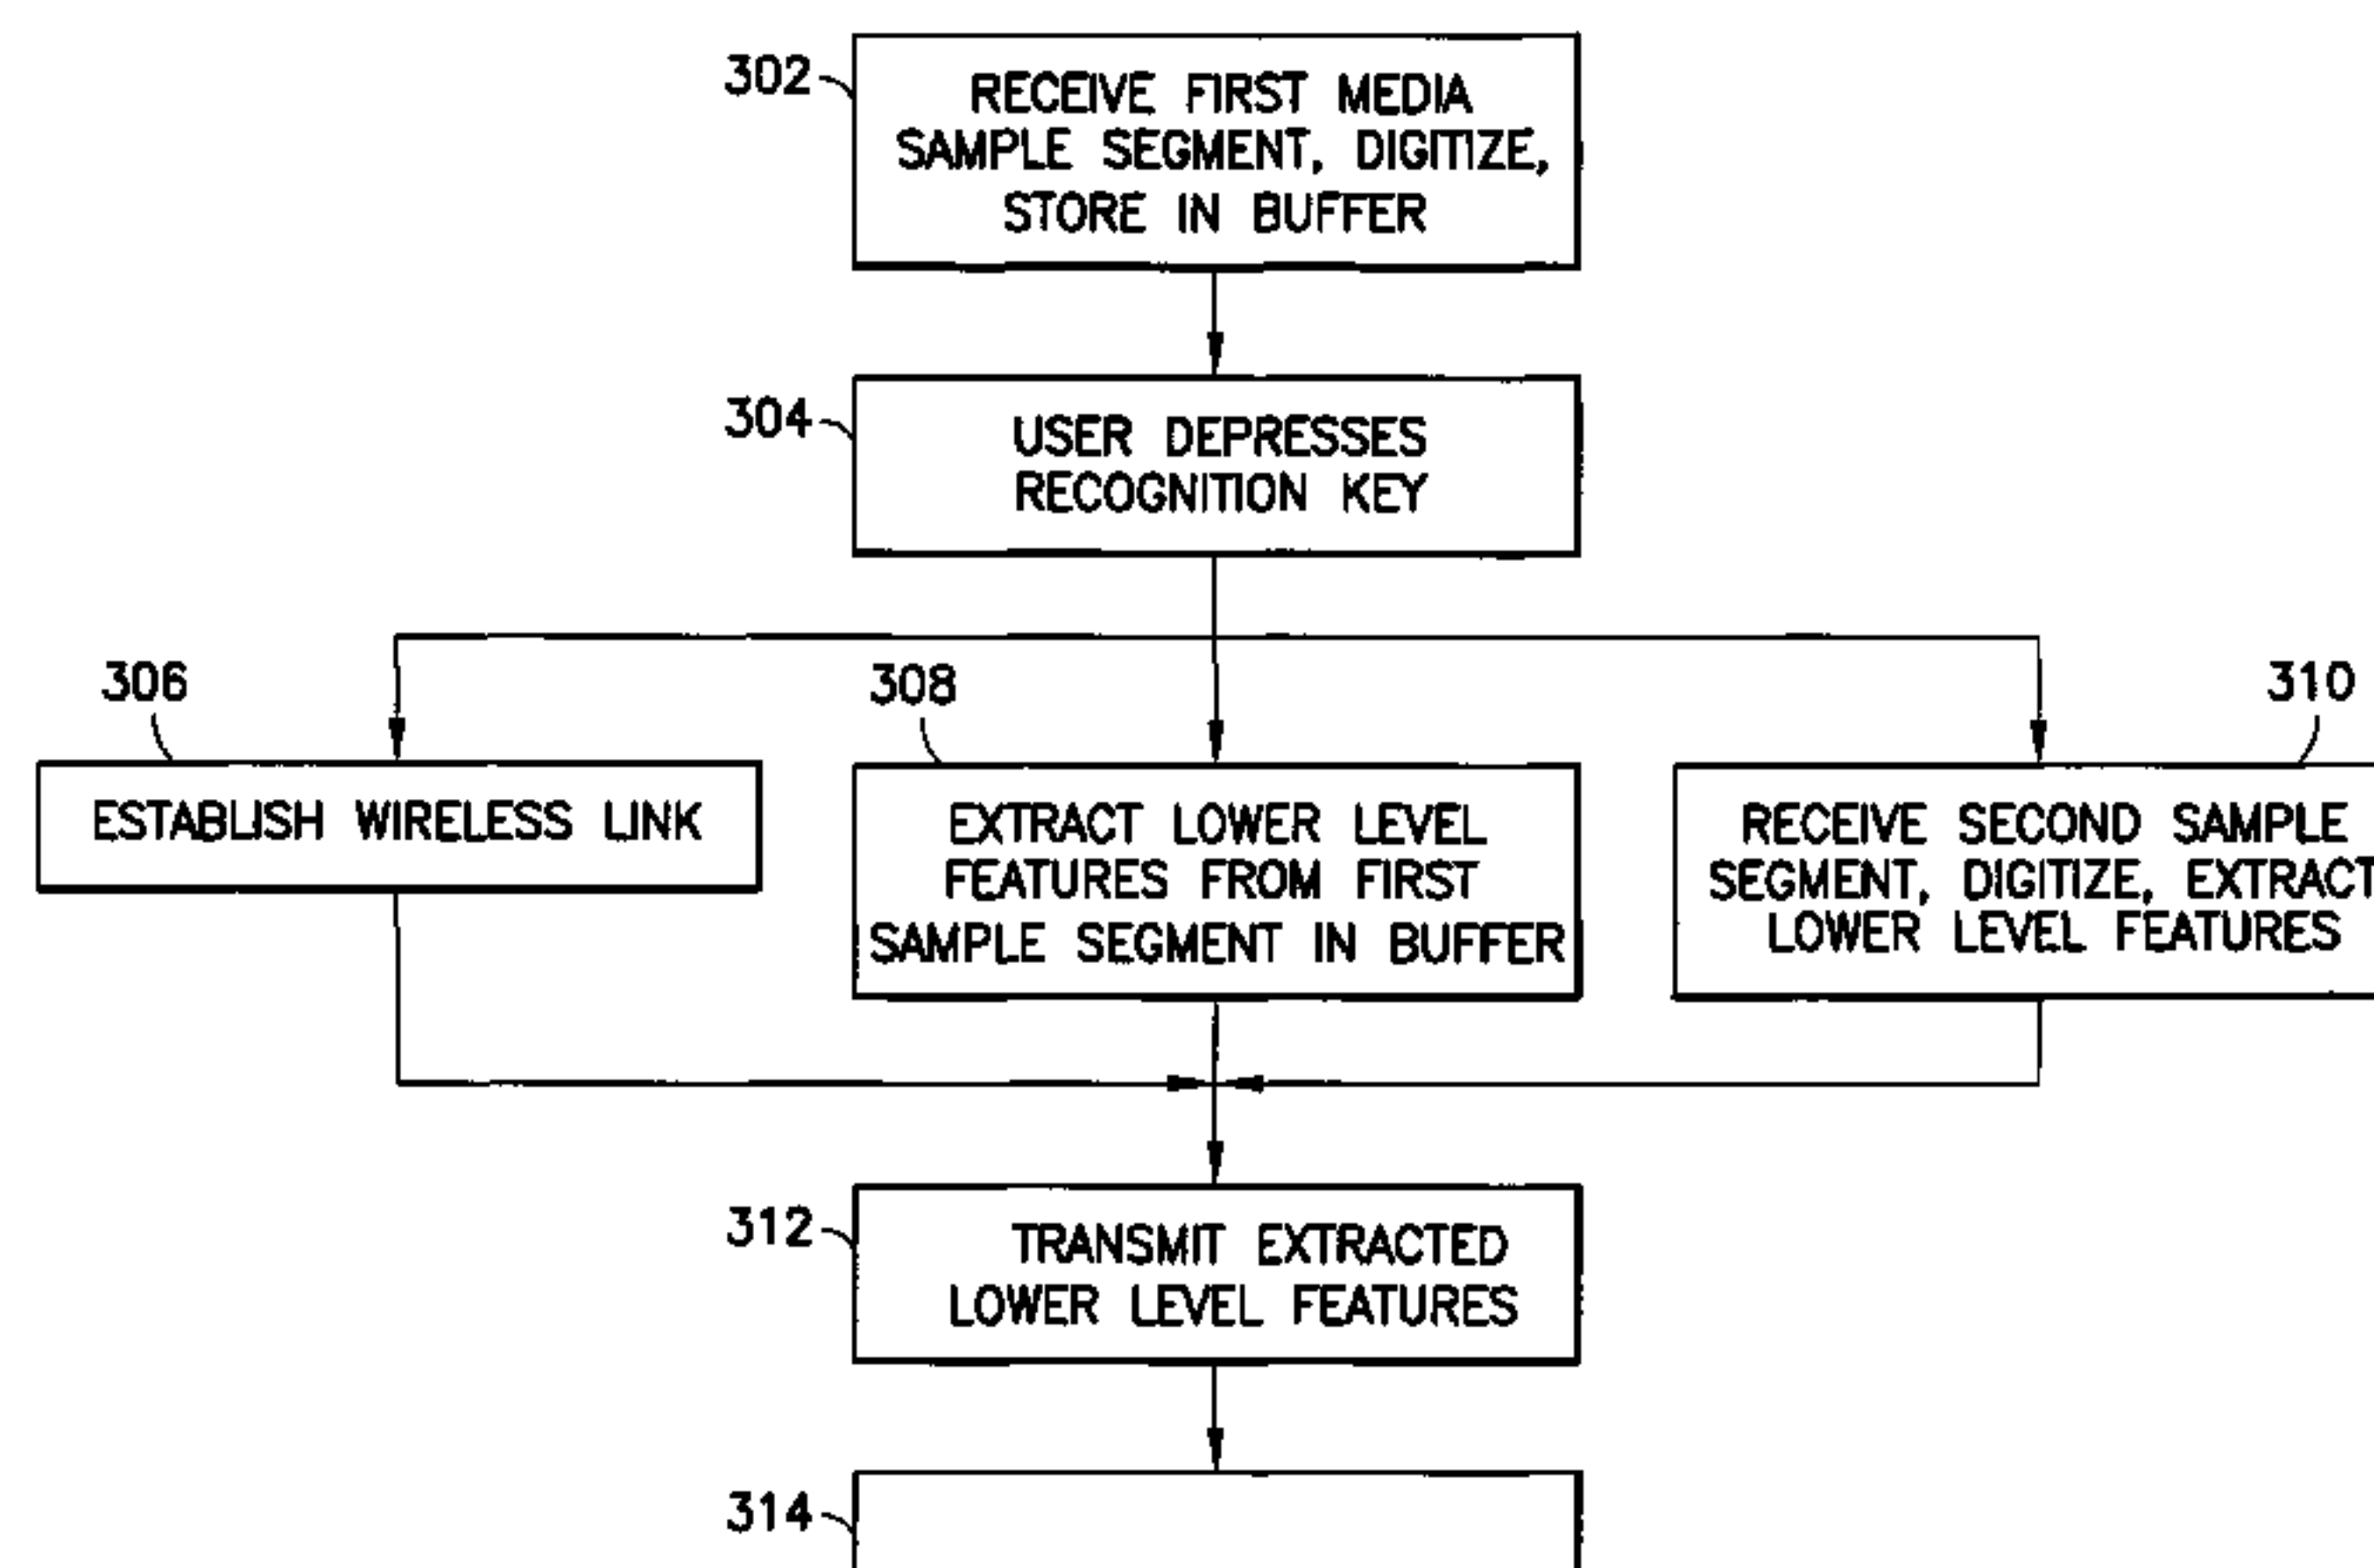 302
RECEIVE FIRST MEDIA
SAMPLE SEGMENT, DIGITIZE,
STORE IN BUFFER
304
USER DEPRESSES
RECOGNITION KEY
306
ESTABLISH WIRELESS LINK
308
EXTRACT LOWER LEVEL
FEATURES FROM FIRST
SAMPLE SEGMENT IN BUFFER
310
RECEIVE SECOND SAMPLE
SEGMENT, DIGITIZE, EXTRACT
LOWER LEVEL FEATURES
312
TRANSMIT EXTRACTED
LOWER LEVEL FEATURES
314